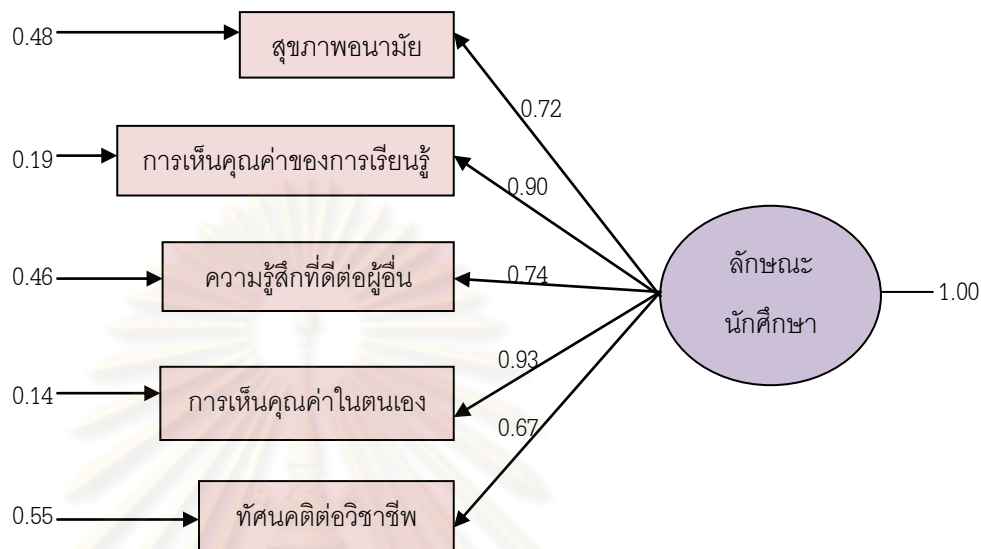 0.48
สุขภาพอนามัย
0.72
0.19
การเห็นคุณค่าของการเรียนรู้
0.90
0.46
ความรู้สึกที่ดีต่อผู้อื่น
0.74
ลักษณะ
นักศึกษา
1.00
0.14
การเห็นคุณค่าในตนเอง
0.93
0.67
0.55
ทัศนคติต่อวิชาชีพ